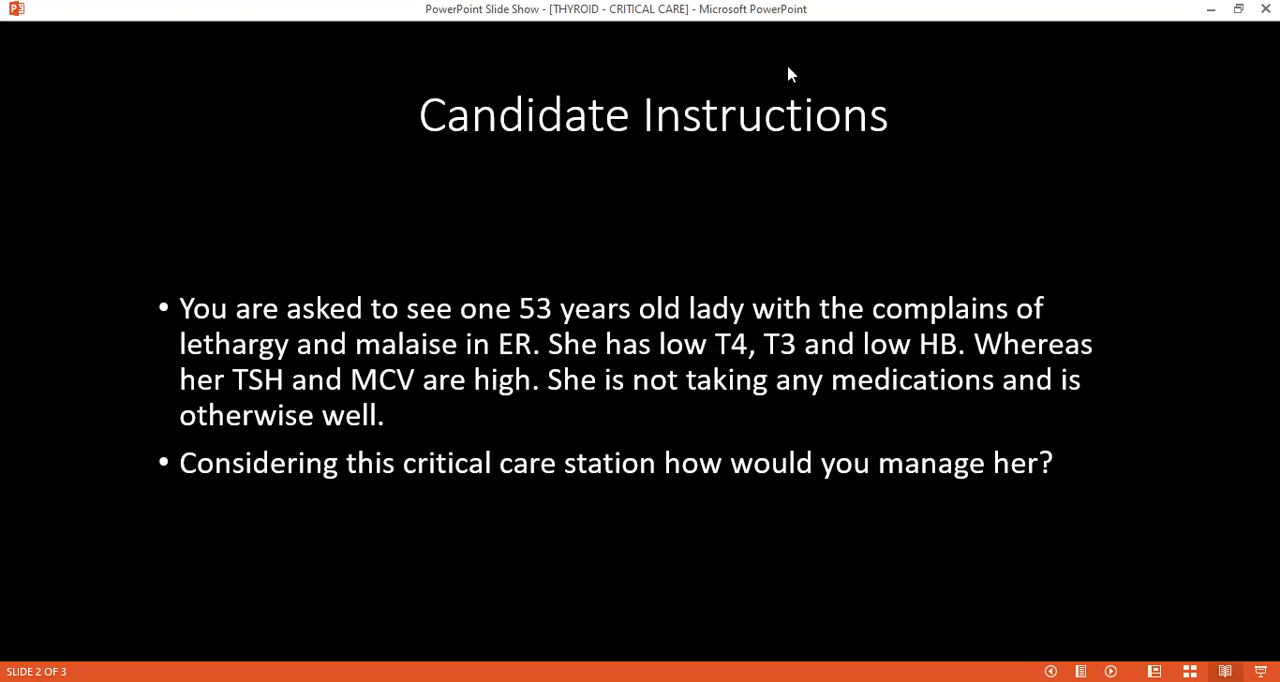 PowerPoint Slide Show - [THYROID - CRITICAL CARE] - Microsoft PowerPoint
Candidate Instructions
• You are asked to see one 53 years old lady with the complains of
lethargy and malaise in ER. She has low T4, T3 and low HB. Whereas
her TSH and MCV are high. She is not taking any medications and is
otherwise well.
• Considering this critical care station how would you manage her?
SLIDE 2 OF 3